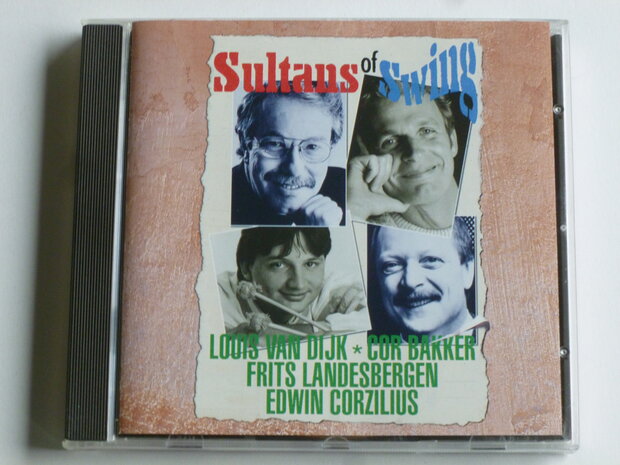 Sultans of Swing
LOUIS VAN DIJK * COR BAKKER
FRITS LANDESBERGEN
EDWIN CORZILIUS